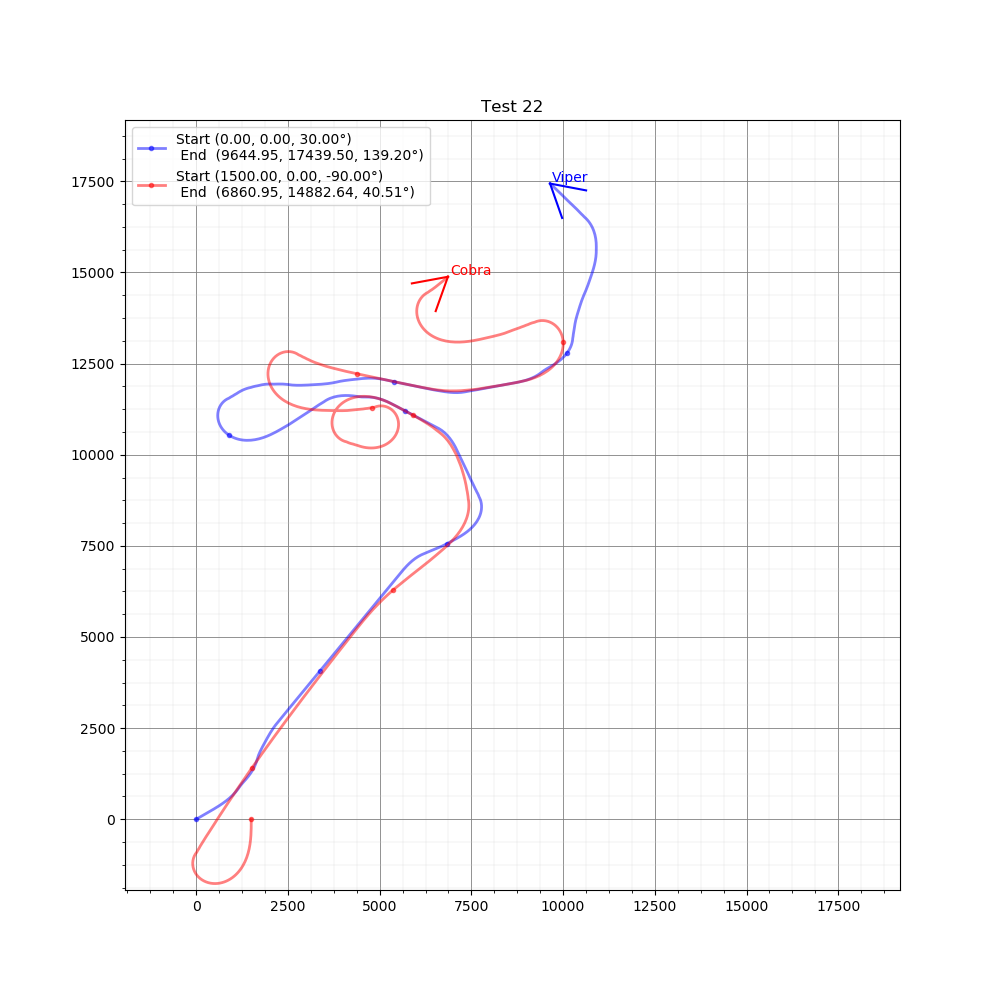 Test 22
Start (0.00, 0.00, 30.00°)
End (9644.95, 17439.50, 139.20°)
Start (1500.00, 0.00, -90.00°)
End (6860.95, 14882.64, 40.51°)
Viper
Cobra
17500
15000
12500
10000
7500
5000
2500
0
0 2500 5000 7500 10000 12500 15000 17500